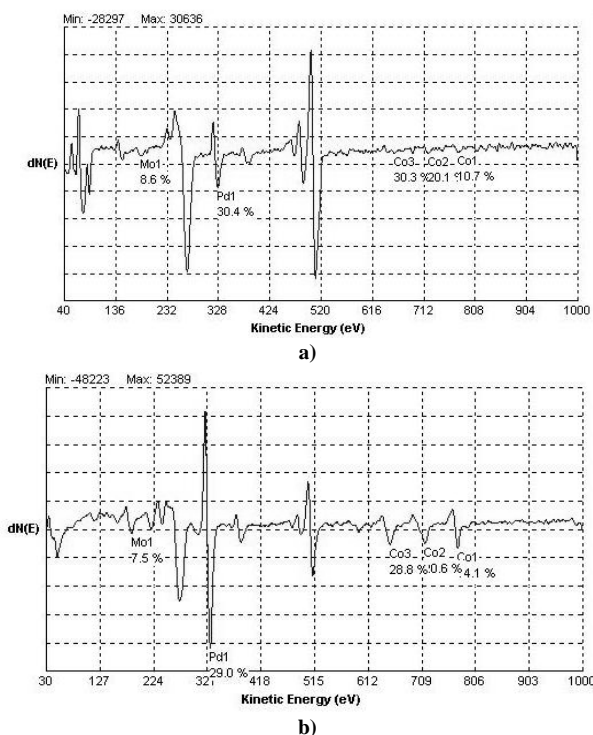 Min: -28297 Max: 30636
dN(E)
Mo1
8.6 %
Pd1
30.4 %
Co3 Co2 Co1
30.3 % 20.1 % 10.7 %
40 136 232 328 424 520 616 712 808 904 1000
Kinetic Energy (eV)
a)
Min: -48223 Max: 52389
dN(E)
Mo1
-7.5 %
Pd1
29.0 %
Co3 Co2 Co1
28.8 % 0.6 % 4.1 %
30 127 224 321 418 515 612 709 806 903 1000
Kinetic Energy (eV)
b)